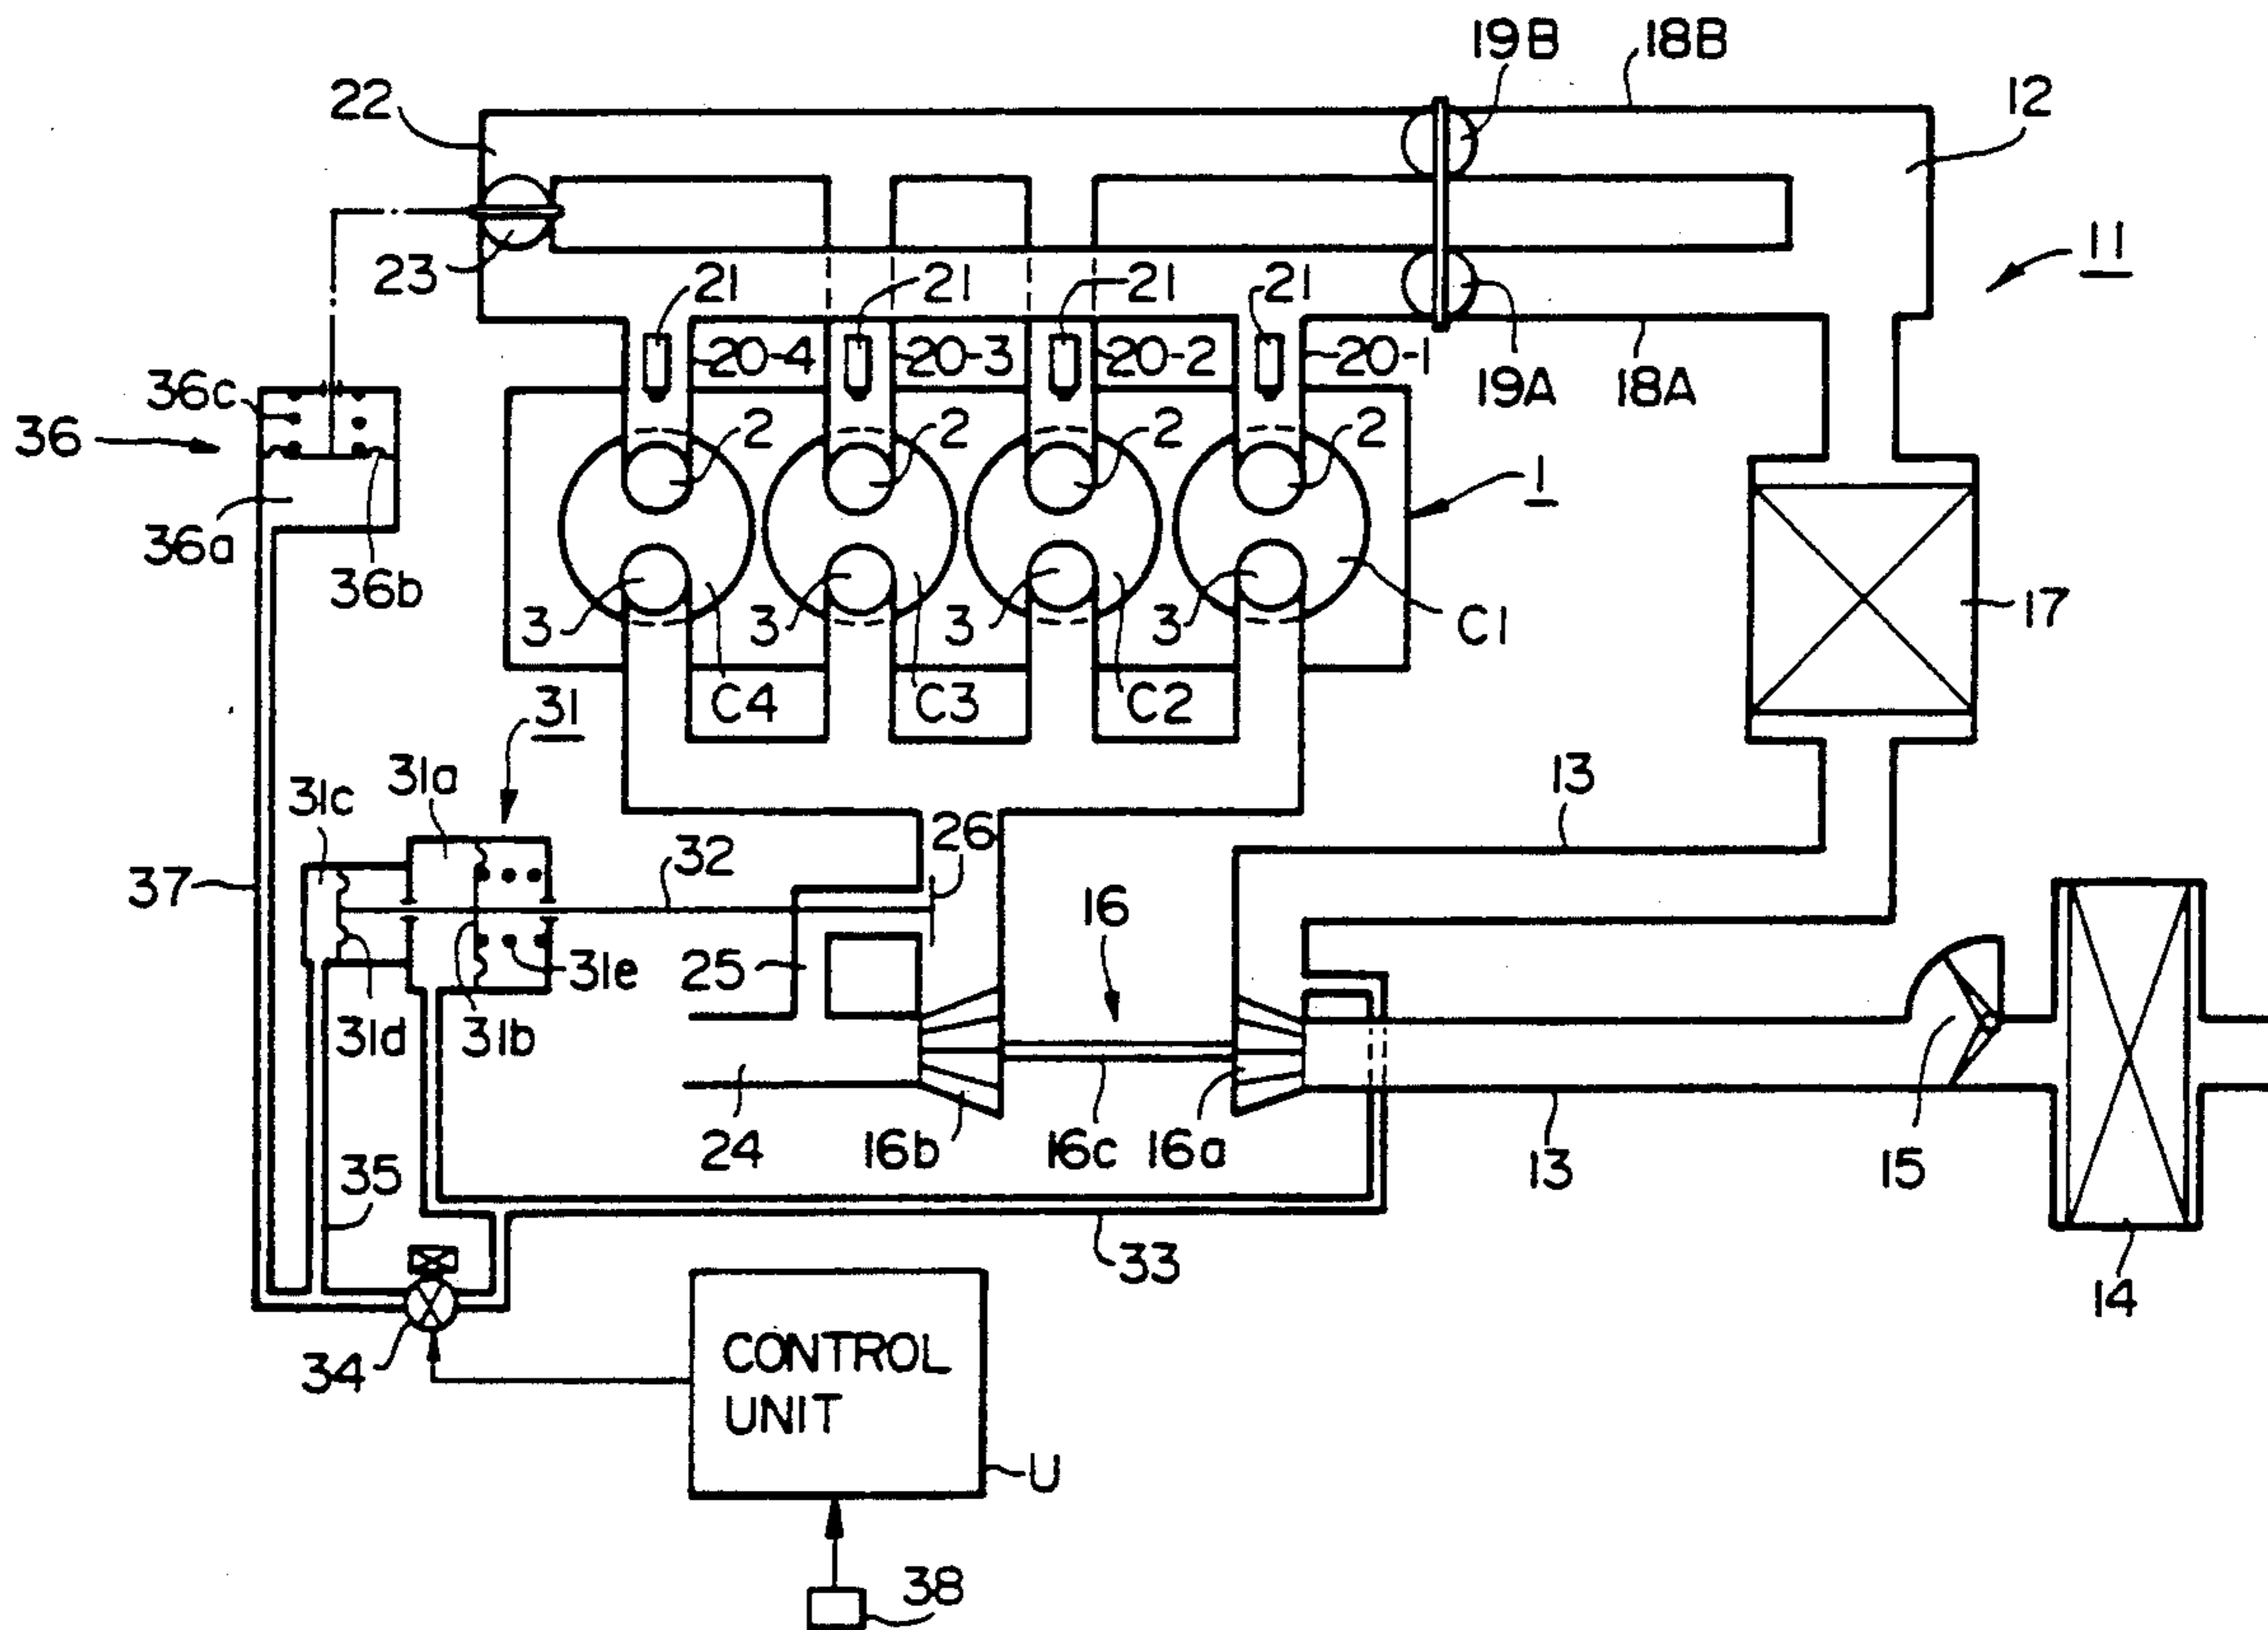 19B 18B
22 12
11
23 21 21 21 21
20-4 20-3 20-2 20-1
19A 18A
36c
36 2 2 2 2 1
36a
36b 3 3 3 3 C1 17
C4 C3 C2
31
31a 13
31c
26
32
37 16
25 31e
31d 31b
24 16b 16c 16a 13 15
35
33
14
34 CONTROL
UNIT
U
38